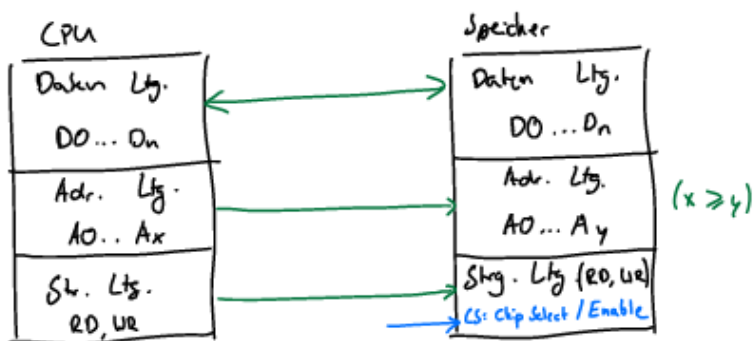 CPU
Daten Ltg.
D0 ... Dn
Adr. Ltg.
A0 .. Ax
Str. Ltg.
RD, WR
Speicher
Daten Ltg.
D0 ... Dn
Adr. Ltg.
A0 ... Ay
(x ≥ y)
Strg. Ltg (RD, WR)
CS: Chip Select / Enable